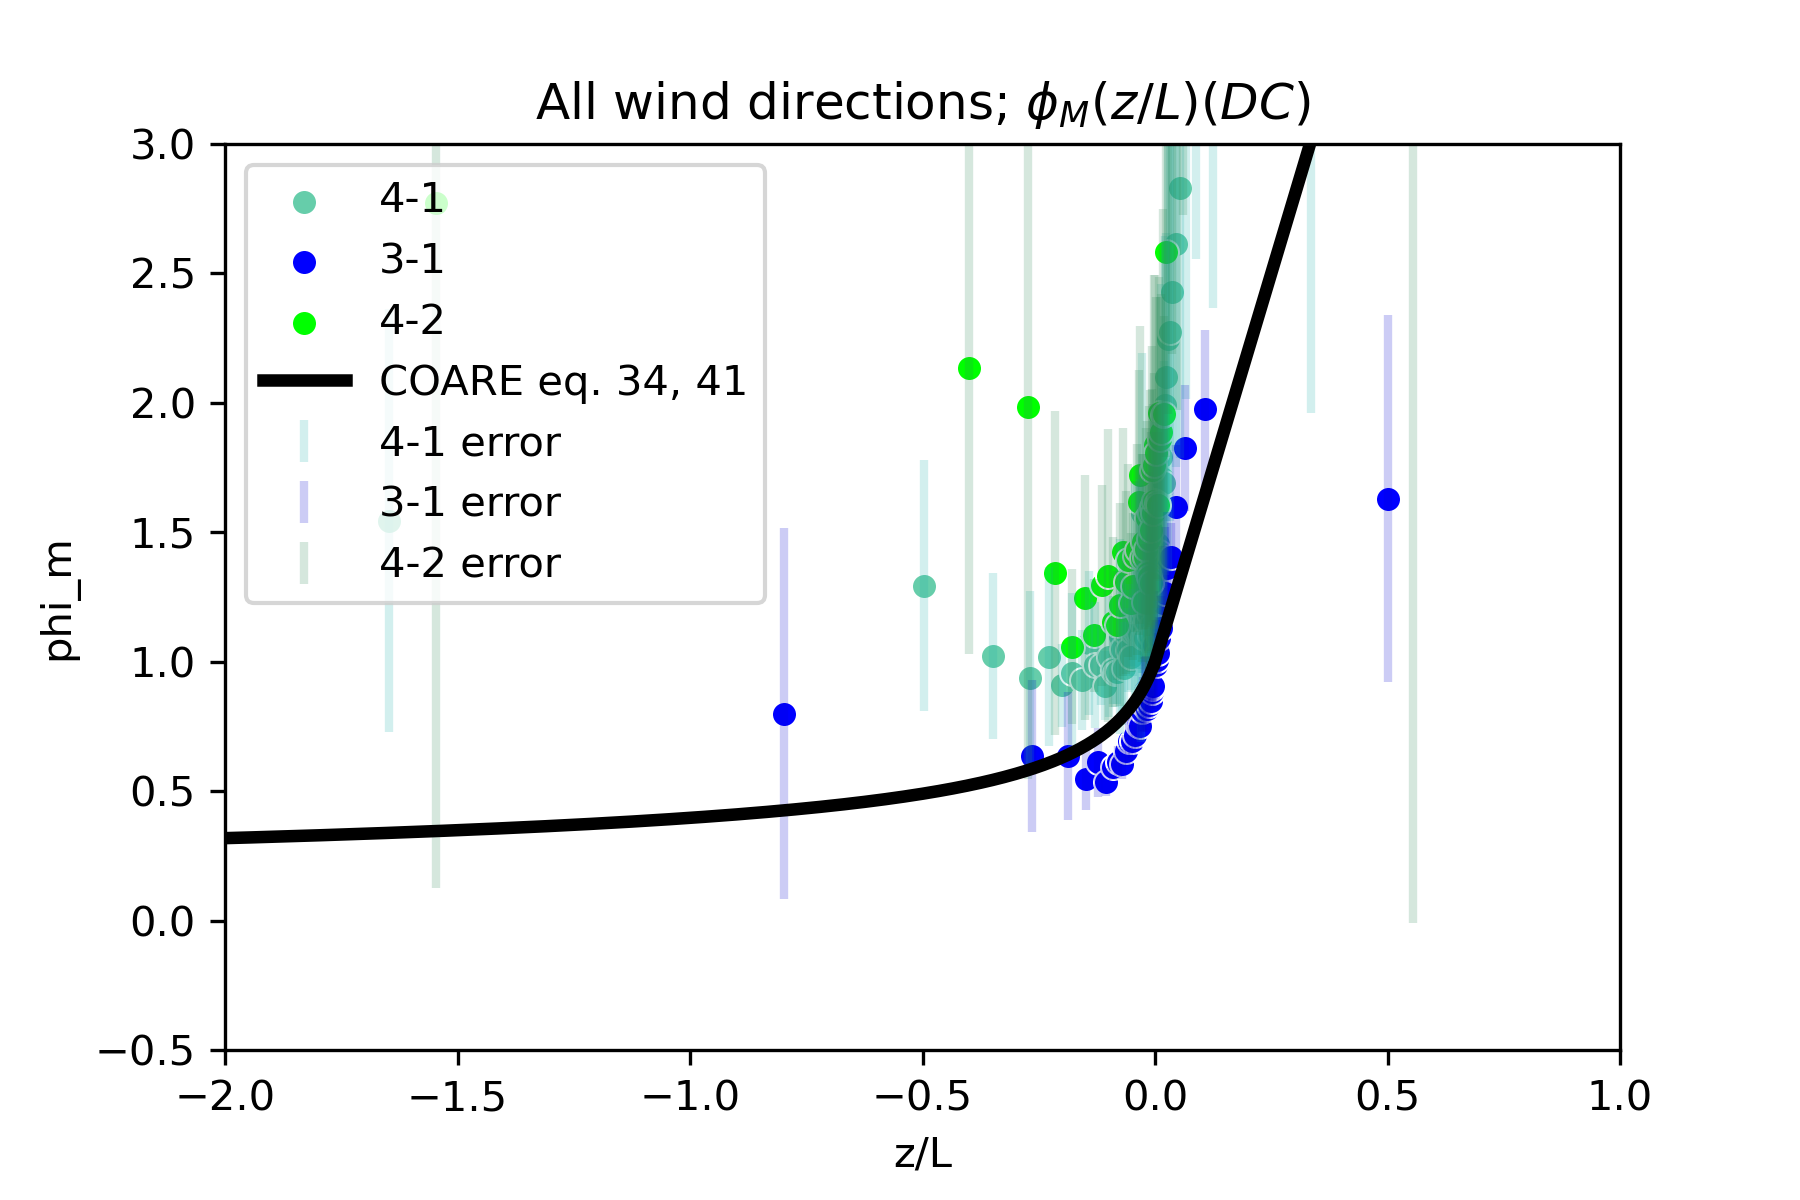 All wind directions; ϕ_M(z/L)(DC)
3.0
2.5
2.0
1.5
1.0
0.5
0.0
−0.5
phi_m
4-1
3-1
4-2
COARE eq. 34, 41
4-1 error
3-1 error
4-2 error
−2.0 −1.5 −1.0 −0.5 0.0 0.5 1.0
z/L